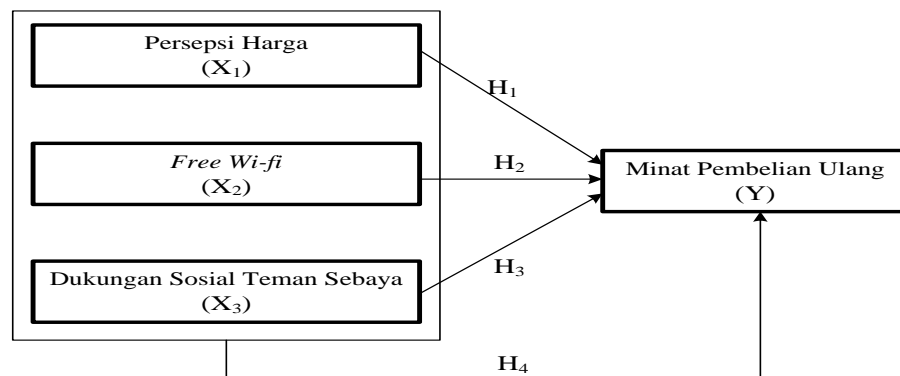 Persepsi Harga
(X₁)
H₁
Free Wi-fi
(X₂)
H₂
Minat Pembelian Ulang
(Y)
Dukungan Sosial Teman Sebaya
(X₃)
H₃
H₄